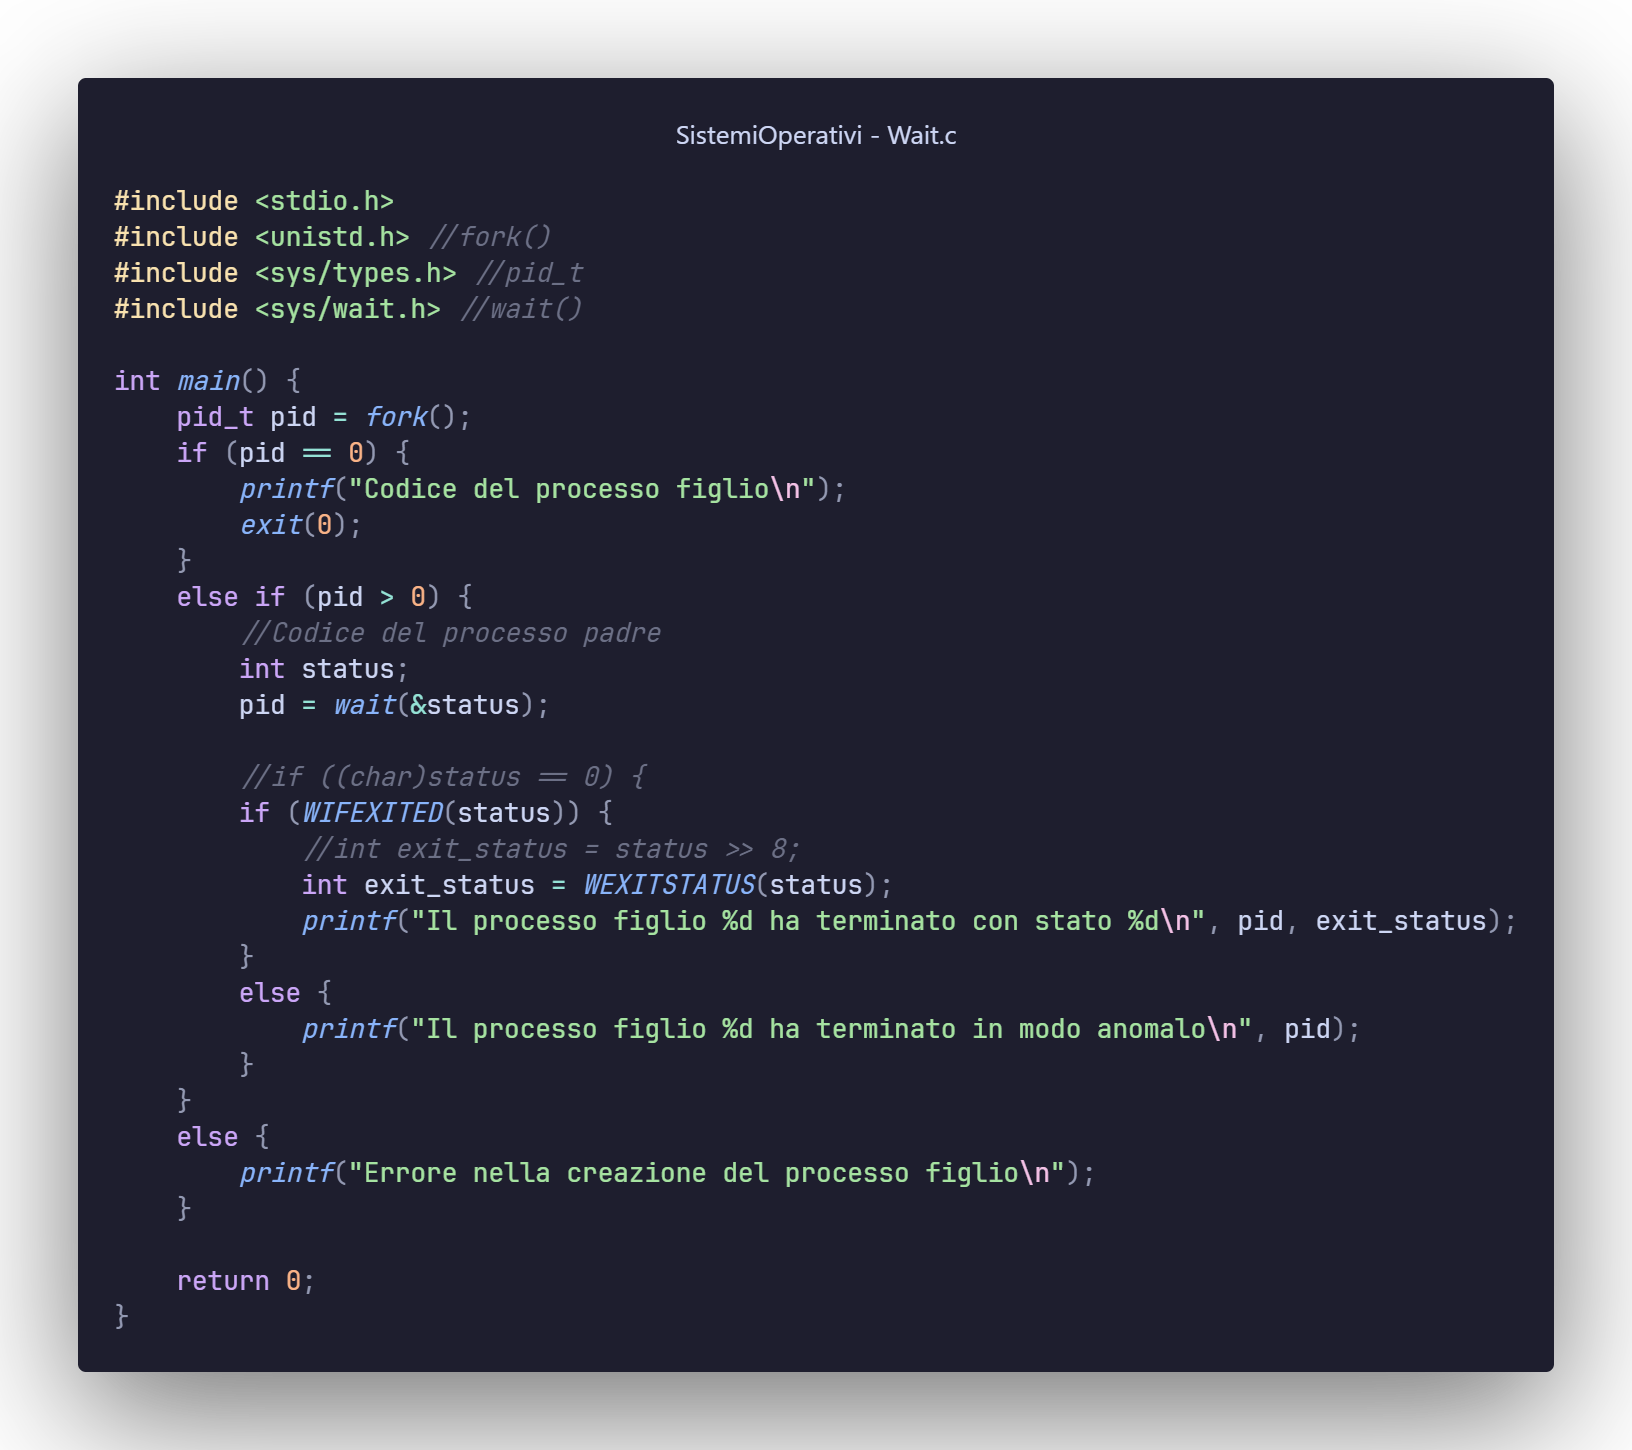 SistemiOperativi - Wait.c
#include <stdio.h>
#include <unistd.h> //fork()
#include <sys/types.h> //pid_t
#include <sys/wait.h> //wait()

int main() {
    pid_t pid = fork();
    if (pid == 0) {
        printf("Codice del processo figlio\n");
        exit(0);
    }
    else if (pid > 0) {
        //Codice del processo padre
        int status;
        pid = wait(&status);

        //if ((char)status == 0) {
        if (WIFEXITED(status)) {
            //int exit_status = status >> 8;
            int exit_status = WEXITSTATUS(status);
            printf("Il processo figlio %d ha terminato con stato %d\n", pid, exit_status);
        }
        else {
            printf("Il processo figlio %d ha terminato in modo anomalo\n", pid);
        }
    }
    else {
        printf("Errore nella creazione del processo figlio\n");
    }

    return 0;
}